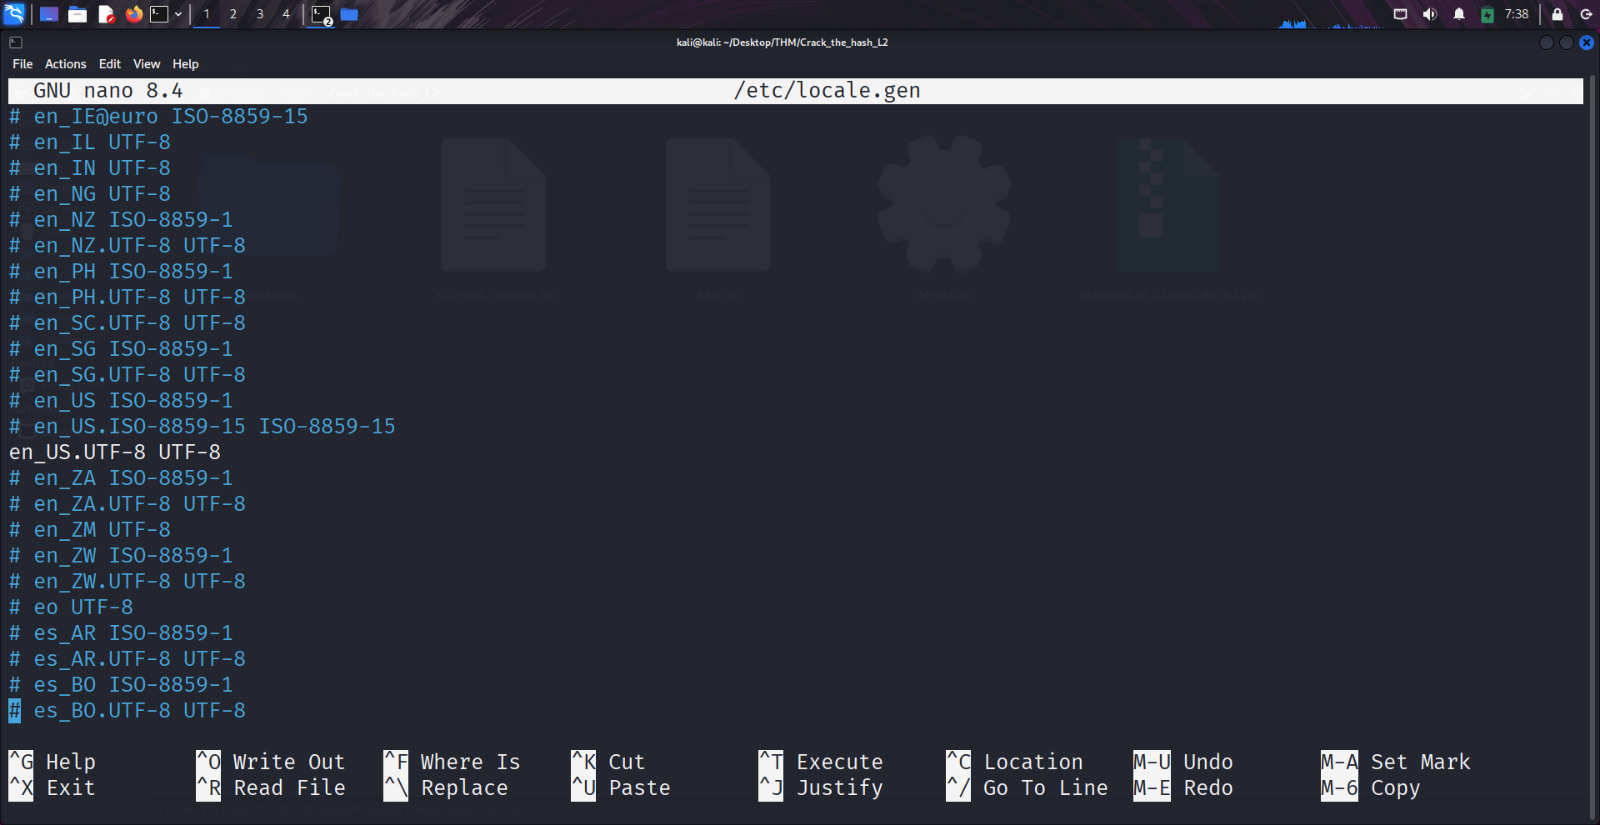 1 2 3 4 2 7:38
kali@kali: ~/Desktop/THM/Crack_the_hash_L2
File Actions Edit View Help
GNU nano 8.4 /etc/locale.gen
# en_IE@euro ISO-8859-15
# en_IL UTF-8
# en_IN UTF-8
# en_NG UTF-8
# en_NZ ISO-8859-1
# en_NZ.UTF-8 UTF-8
# en_PH ISO-8859-1
# en_PH.UTF-8 UTF-8
# en_SC.UTF-8 UTF-8
# en_SG ISO-8859-1
# en_SG.UTF-8 UTF-8
# en_US ISO-8859-1
# en_US.ISO-8859-15 ISO-8859-15
en_US.UTF-8 UTF-8
# en_ZA ISO-8859-1
# en_ZA.UTF-8 UTF-8
# en_ZM UTF-8
# en_ZW ISO-8859-1
# en_ZW.UTF-8 UTF-8
# eo UTF-8
# es_AR ISO-8859-1
# es_AR.UTF-8 UTF-8
# es_BO ISO-8859-1
# es_BO.UTF-8 UTF-8
^G Help ^O Write Out ^F Where Is ^K Cut ^T Execute ^C Location M-U Undo M-A Set Mark
^X Exit ^R Read File ^\ Replace ^U Paste ^J Justify ^/ Go To Line M-E Redo M-6 Copy